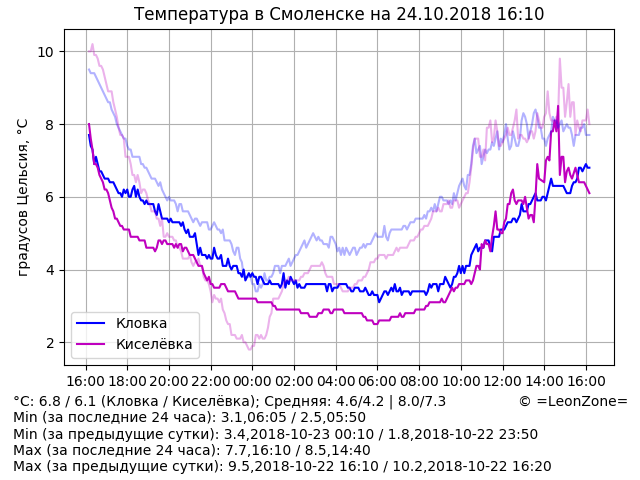 Температура в Смоленске на 24.10.2018 16:10
градусов Цельсия, °C
10
8
6
4
2
Кловка
Киселёвка
16:00 18:00 20:00 22:00 00:00 02:00 04:00 06:00 08:00 10:00 12:00 14:00 16:00
°C: 6.8 / 6.1 (Кловка / Киселёвка); Средняя: 4.6/4.2 | 8.0/7.3 © =LeonZone=
Min (за последние 24 часа): 3.1,06:05 / 2.5,05:50
Min (за предыдущие сутки): 3.4,2018-10-23 00:10 / 1.8,2018-10-22 23:50
Max (за последние 24 часа): 7.7,16:10 / 8.5,14:40
Max (за предыдущие сутки): 9.5,2018-10-22 16:10 / 10.2,2018-10-22 16:20